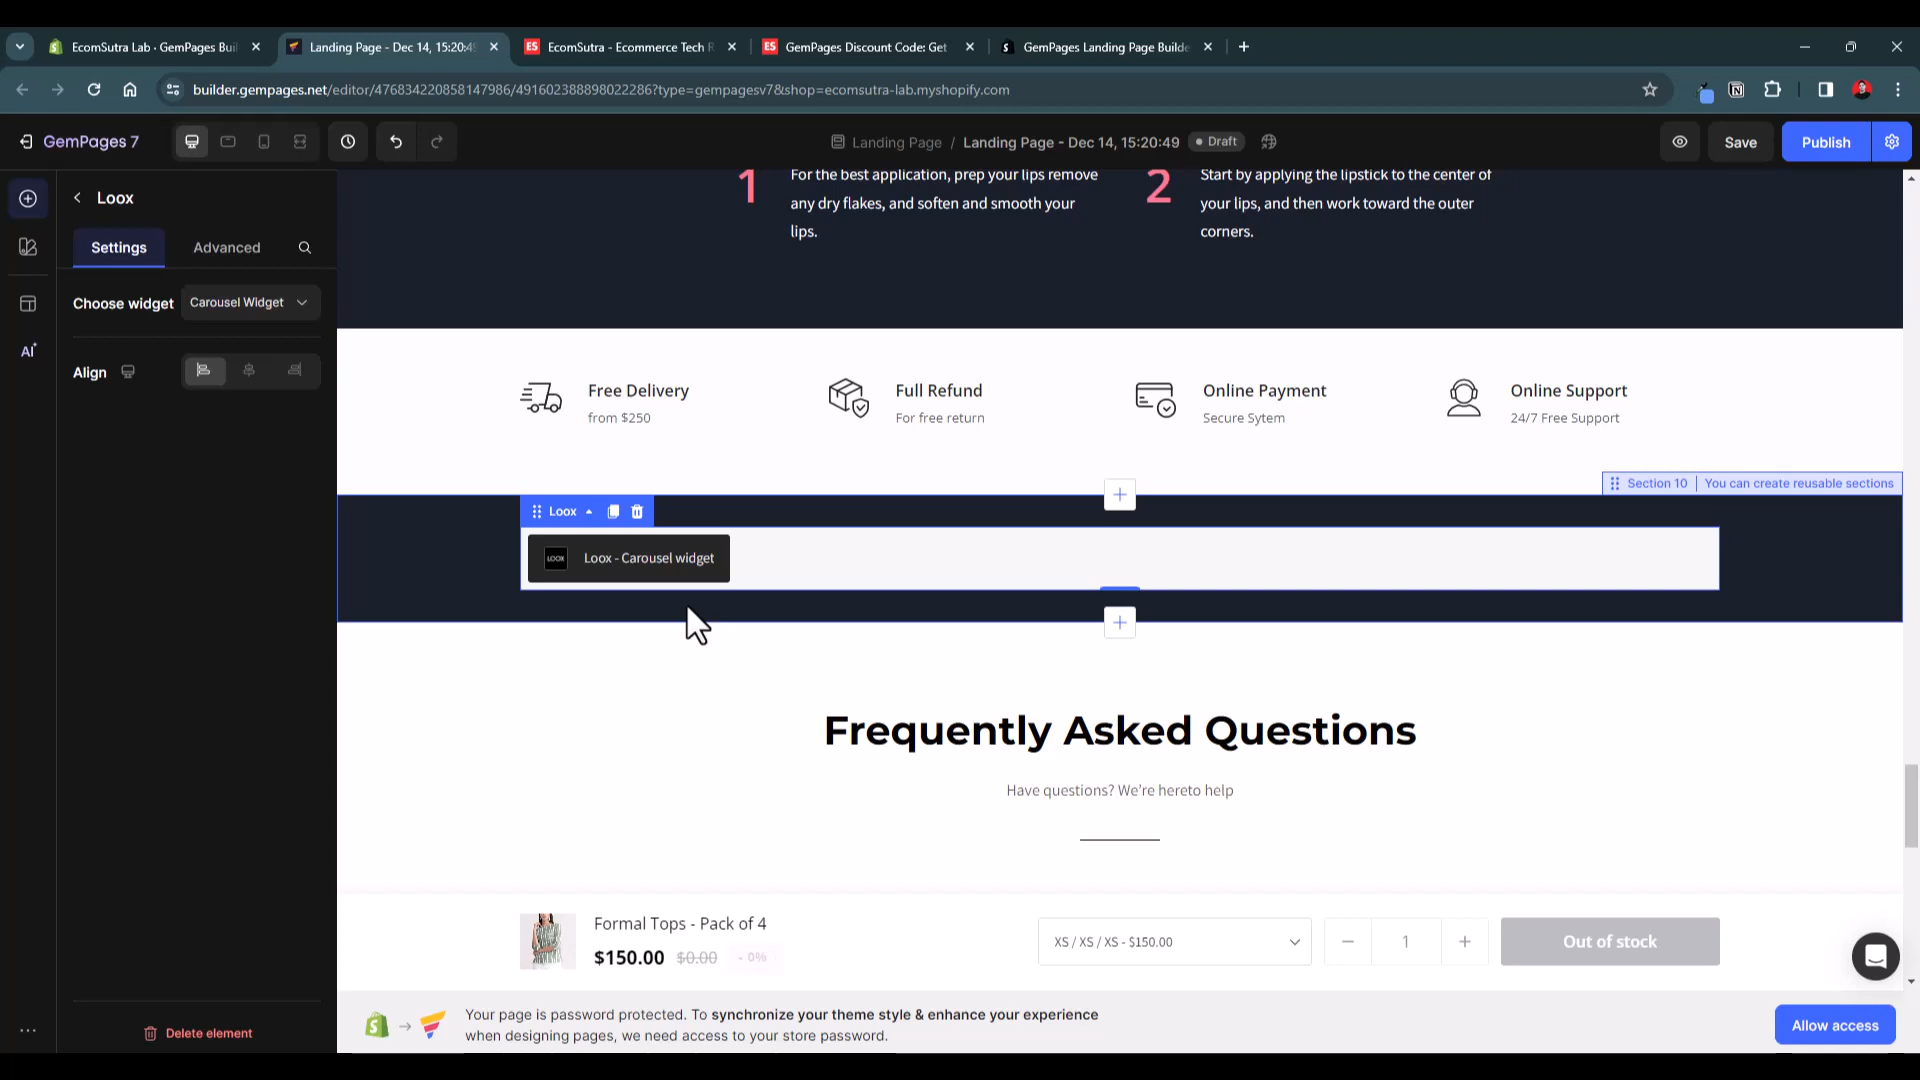 EcomSutra Lab · GemPages Buil
Landing Page - Dec 14, 15:20:4
ES
EcomSutra - Ecommerce Tech R
ES
GemPages Discount Code: Get
GemPages Landing Page Builde
builder.gempages.net/editor/476834220858147986/491602388898022286?type=gempagesv7&shop=ecomsutra-lab.myshopify.com
GemPages 7
Landing Page / Landing Page - Dec 14, 15:20:49
Draft
Save
Publish
Loox
Settings
Advanced
Choose widget
Carousel Widget
Align
AI
Delete element
1
For the best application, prep your lips remove
any dry flakes, and soften and smooth your
lips.
2
Start by applying the lipstick to the center of
your lips, and then work toward the outer
corners.
Free Delivery
from $250
Full Refund
For free return
Online Payment
Secure Sytem
Online Support
24/7 Free Support
Section 10 | You can create reusable sections
Loox
LOOX
Loox - Carousel widget
Frequently Asked Questions
Have questions? We’re hereto help
Formal Tops - Pack of 4
$150.00 $0.00 - 0%
XS / XS / XS - $150.00
1
Out of stock
Your page is password protected. To synchronize your theme style & enhance your experience
when designing pages, we need access to your store password.
Allow access